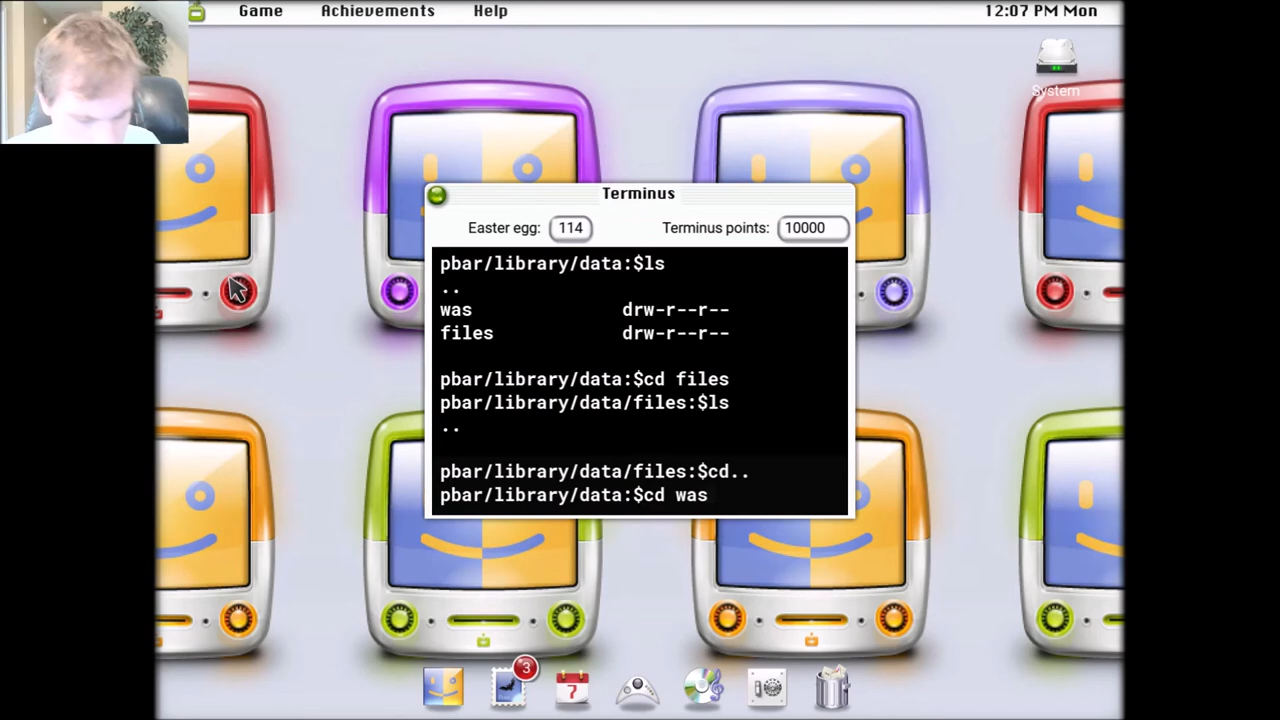 Game Achievements Help 12:07 PM Mon
System
Terminus
Easter egg: 114 Terminus points: 10000
pbar/library/data:$ls
..
was drw-r--r--
files drw-r--r--
pbar/library/data:$cd files
pbar/library/data/files:$ls
..
pbar/library/data/files:$cd..
pbar/library/data:$cd was
3
7